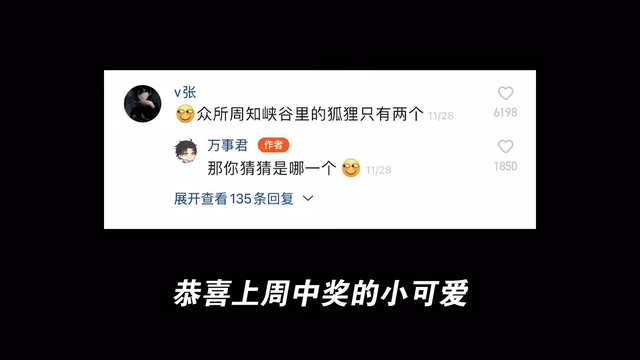 v张
众所周知峡谷里的狐狸只有两个 11/28
6198
万事君 作者
那你猜猜是哪一个 11/28
1850
展开查看135条回复
恭喜上周中奖的小可爱